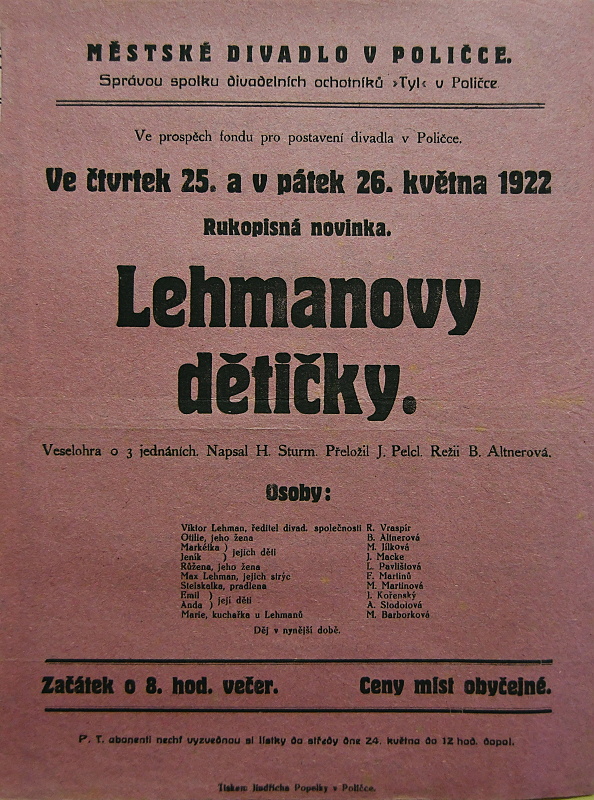 MĚSTSKÉ DIVADLO V POLIČCE.
Správou spolku divadelních ochotníků ›Tyl‹ v Poličce
Ve prospěch fondu pro postavení divadla v Poličce.
Ve čtvrtek 25. a v pátek 26. května 1922
Rukopisná novinka.
Lehmanovy
dětičky.
Veselohra o 3 jednáních. Napsal H. Sturm. Přeložil J. Pelcl. Režii B. Altnerová.
Osoby:
Viktor Lehman, ředitel divad. společnosti R. Vraspír
Otilie, jeho žena B. Altnerová
Markétka } jejich děti M. Jílková
Jeník } J. Macke
Růžena, jeho žena L. Pavlišová
Max Lehman, jejich strýc F. Martinů
Stejskalka, pradlena M. Martinová
Emil } její děti J. Kořenský
Anda } A. Stodolová
Marie, kuchařka u Lehmanů M. Barborková
Děj v nynější době.
Začátek o 8. hod. večer. Ceny míst obyčejné.
P. T. abonenti nechť vyzvednou si lístky do středy dne 24. května do 12 hod. dopol.
Tiskem Jindřicha Popelky v Poličce.